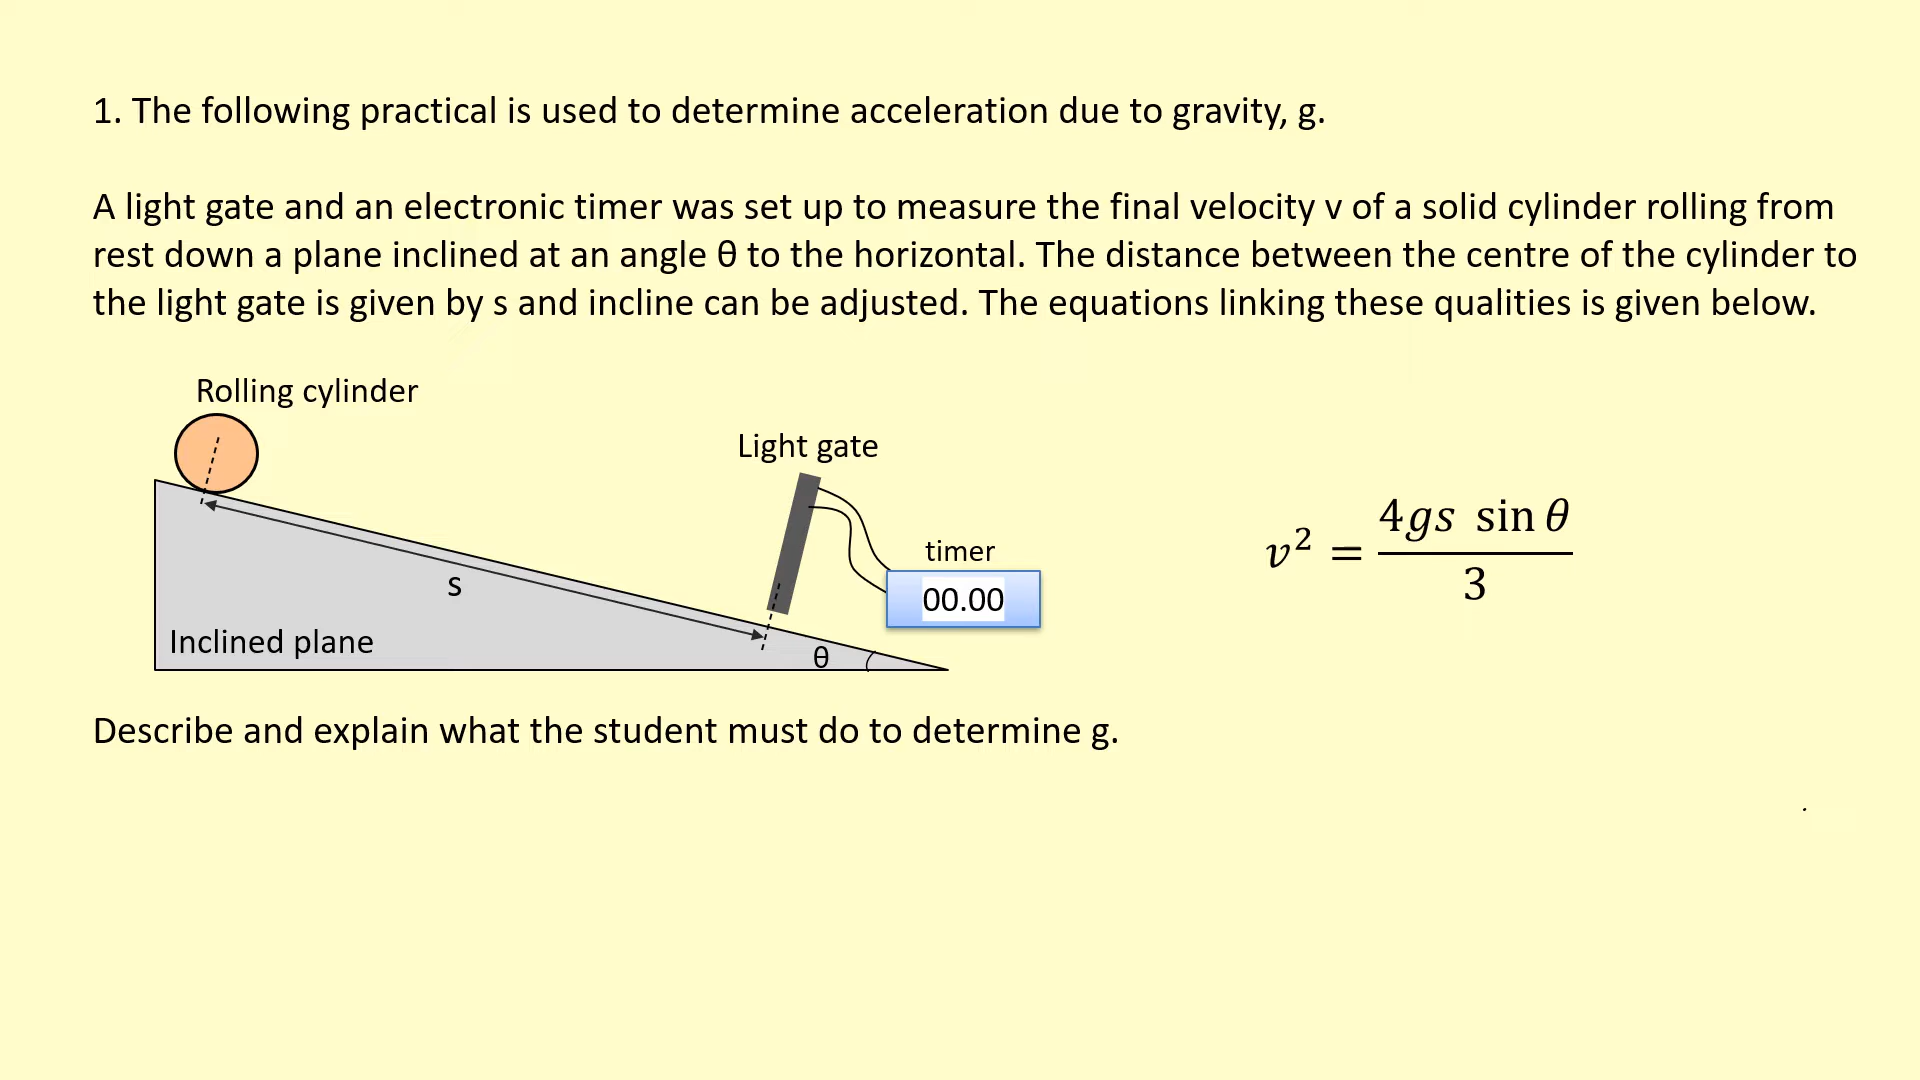 1. The following practical is used to determine acceleration due to gravity, g.
A light gate and an electronic timer was set up to measure the final velocity v of a solid cylinder rolling from
rest down a plane inclined at an angle θ to the horizontal. The distance between the centre of the cylinder to
the light gate is given by s and incline can be adjusted. The equations linking these qualities is given below.
Rolling cylinder
Light gate
timer
00.00
s
Inclined plane
θ
v² = 4gs sin θ / 3
Describe and explain what the student must do to determine g.